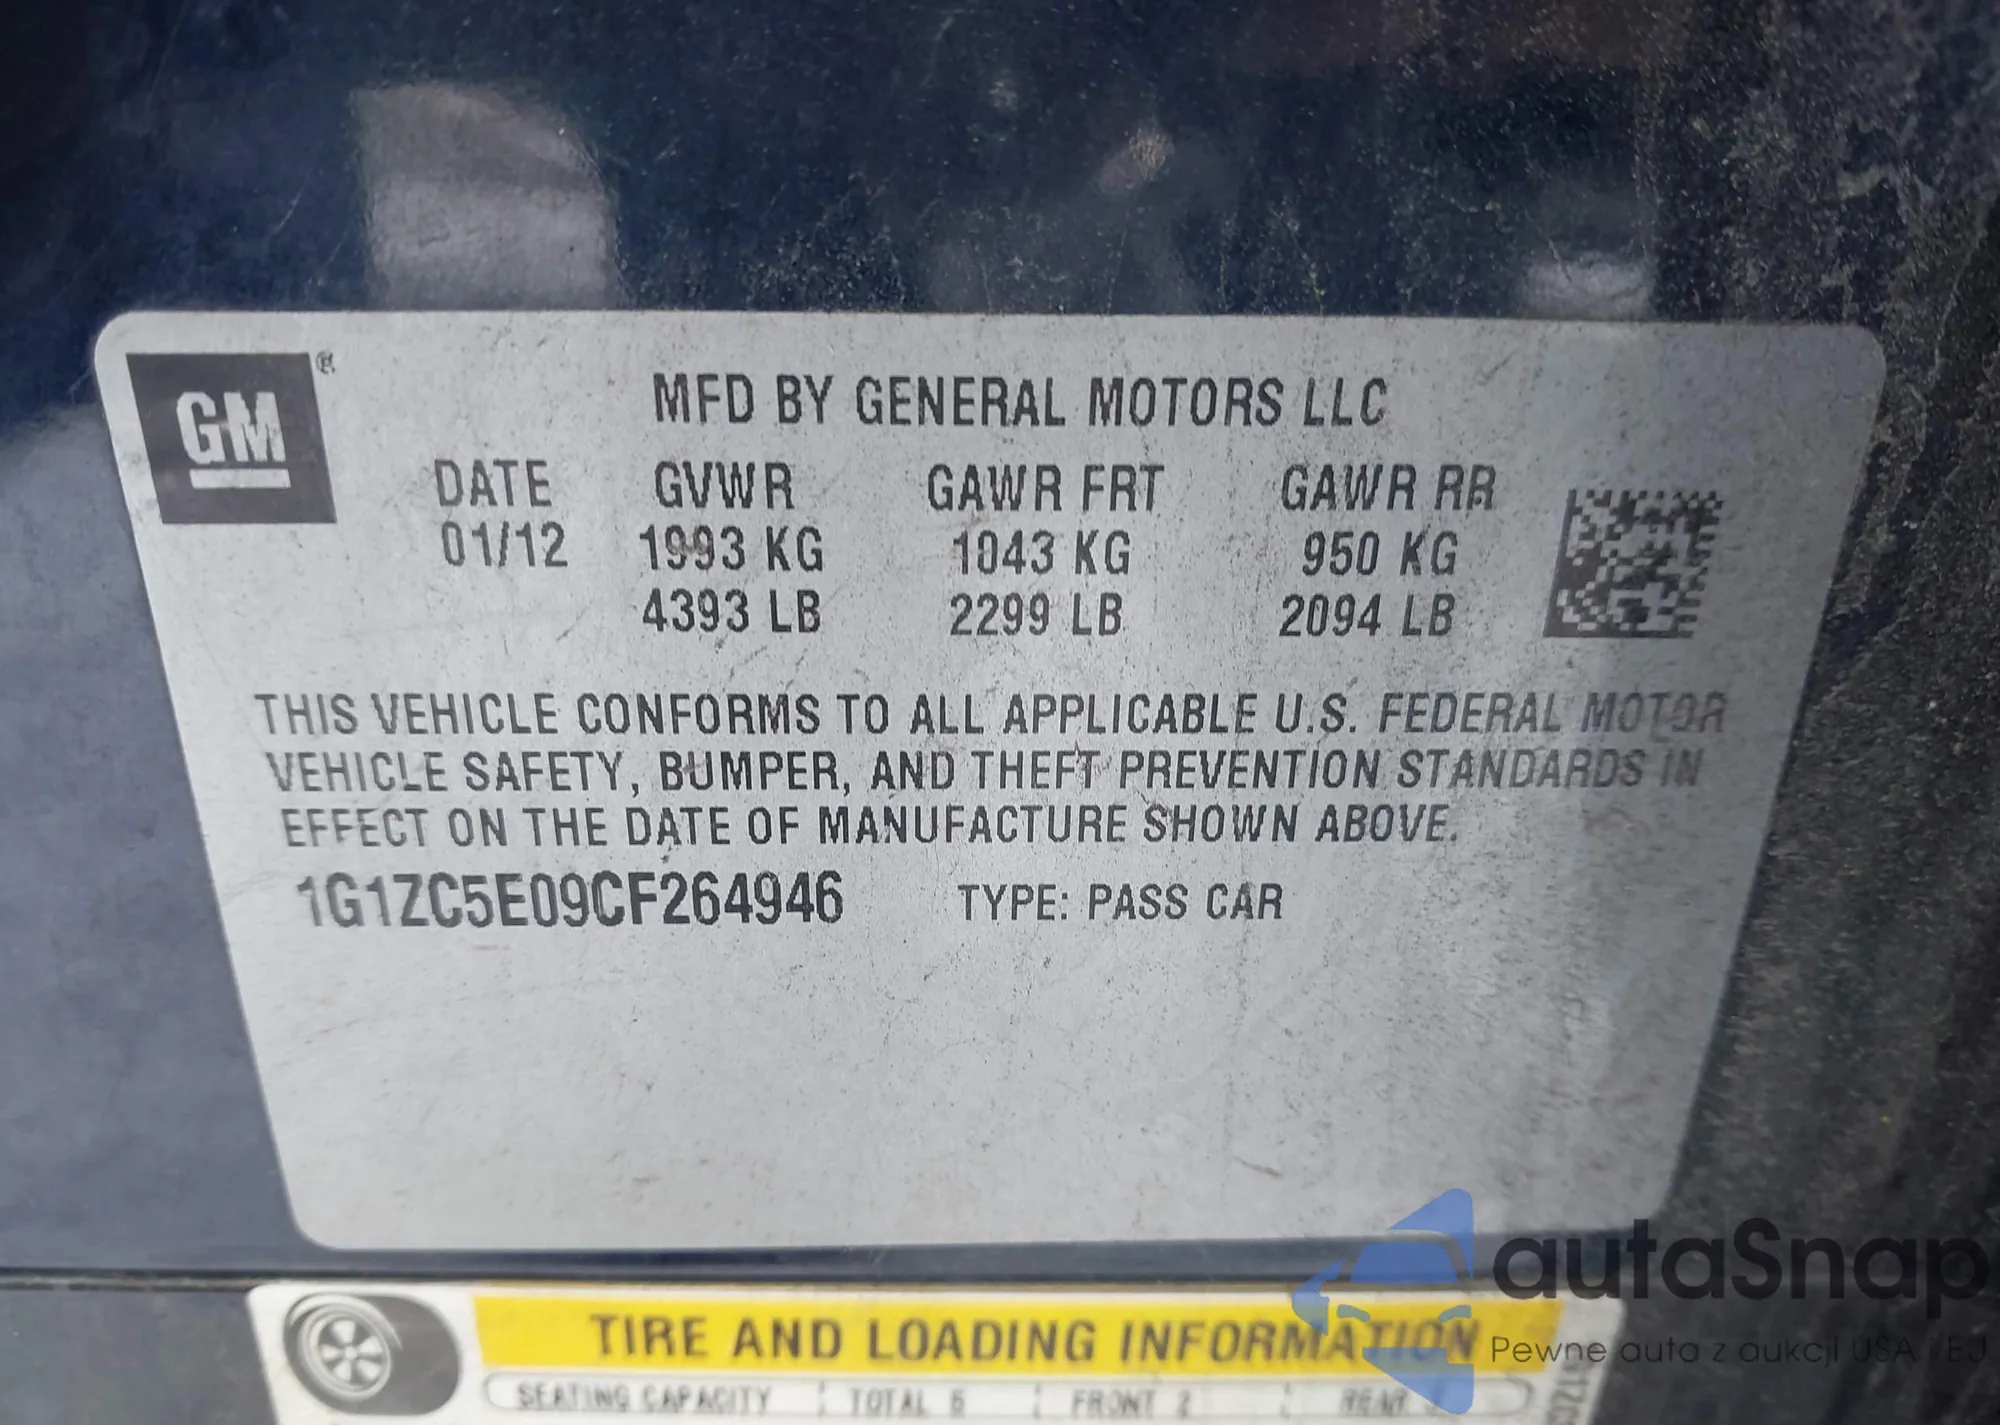 GM
MFD BY GENERAL MOTORS LLC
DATE GVWR GAWR FRT GAWR RR
01/12 1993 KG 1043 KG 950 KG
4393 LB 2299 LB 2094 LB
THIS VEHICLE CONFORMS TO ALL APPLICABLE U.S. FEDERAL MOTOR
VEHICLE SAFETY, BUMPER, AND THEFT PREVENTION STANDARDS IN
EFFECT ON THE DATE OF MANUFACTURE SHOWN ABOVE.
1G1ZC5E09CF264946 TYPE: PASS CAR
TIRE AND LOADING INFORMATION
SEATING CAPACITY TOTAL 5 FRONT 2 REAR
autaSnap
Pewne auta z aukcji USA i EU